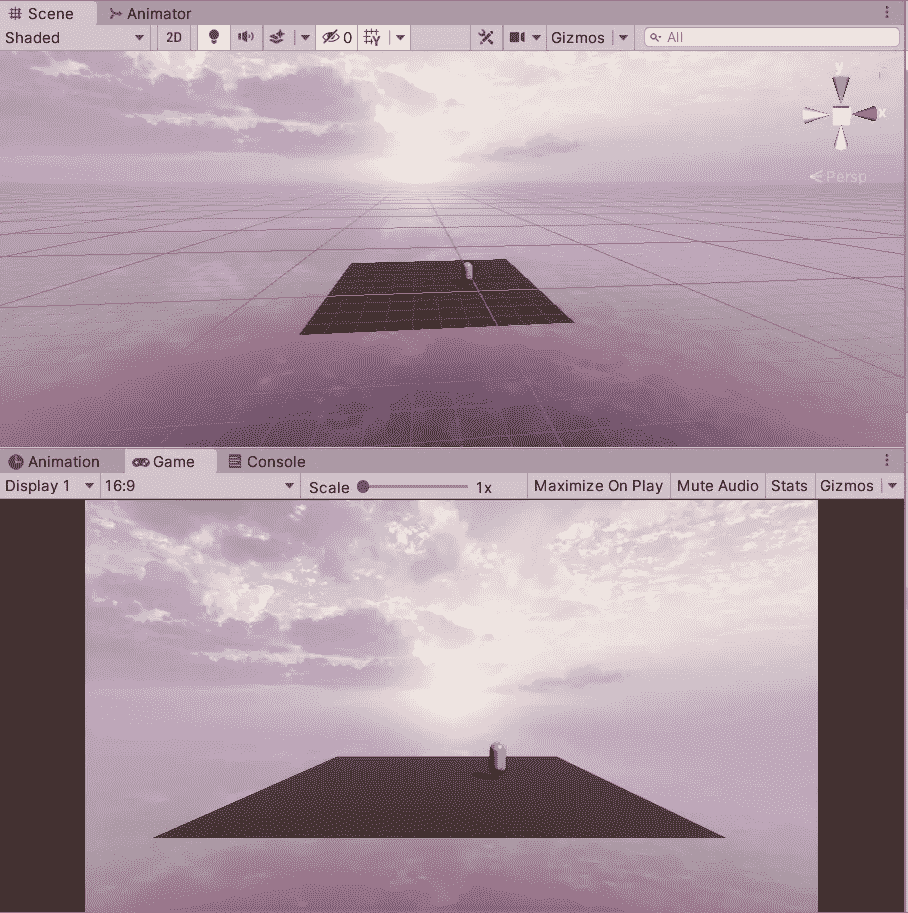 Scene Animator
Shaded 2D 0 Gizmos All
y
x
Persp
Animation Game Console
Display 1 16:9 Scale 1x Maximize On Play Mute Audio Stats Gizmos